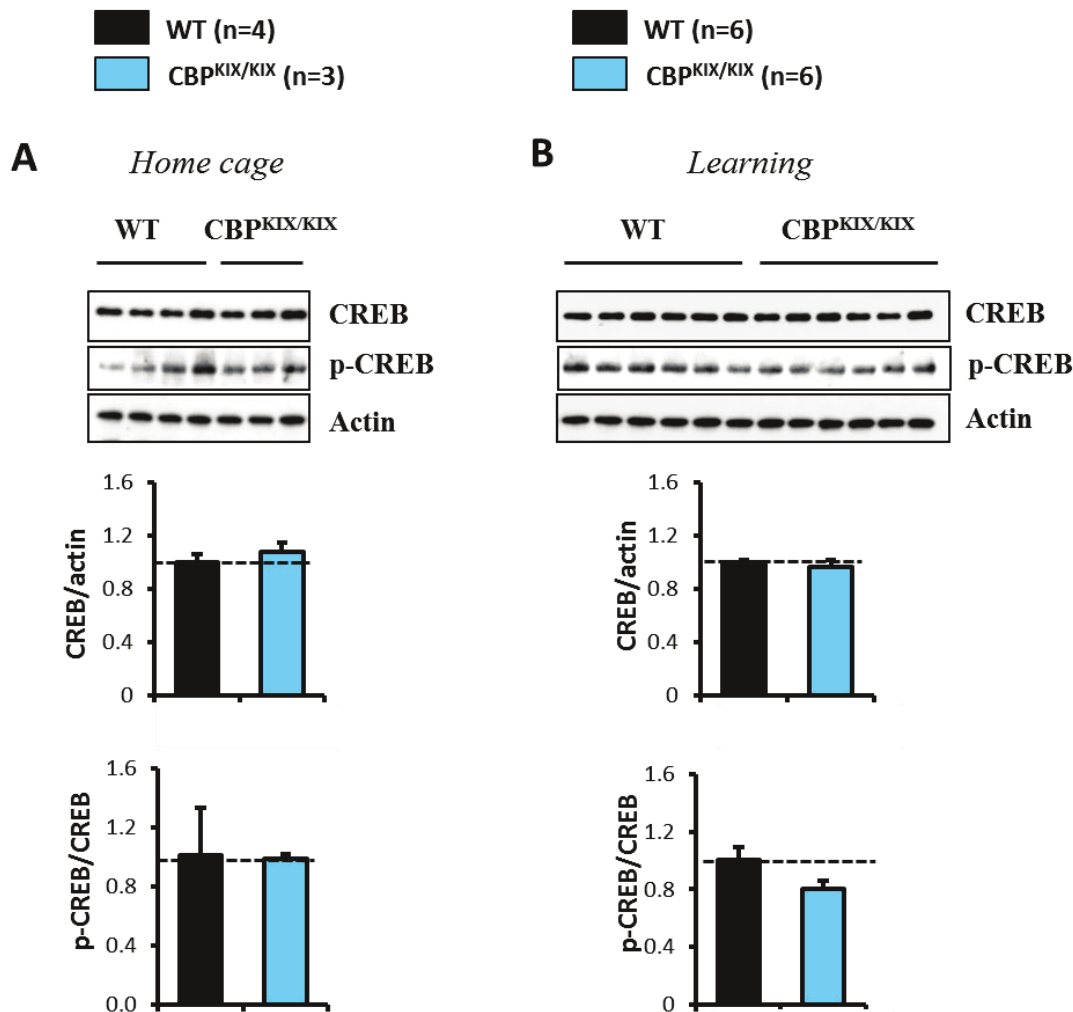 WT (n=4)
CBPKIX/KIX (n=3)
WT (n=6)
CBPKIX/KIX (n=6)
A
Home cage
WT
CBPKIX/KIX
CREB
p-CREB
Actin
CREB/actin
1.6
1.2
0.8
0.4
0
p-CREB/CREB
1.6
1.2
0.8
0.4
0.0
B
Learning
WT
CBPKIX/KIX
CREB
p-CREB
Actin
CREB/actin
1.6
1.2
0.8
0.4
0
p-CREB/CREB
1.6
1.2
0.8
0.4
0